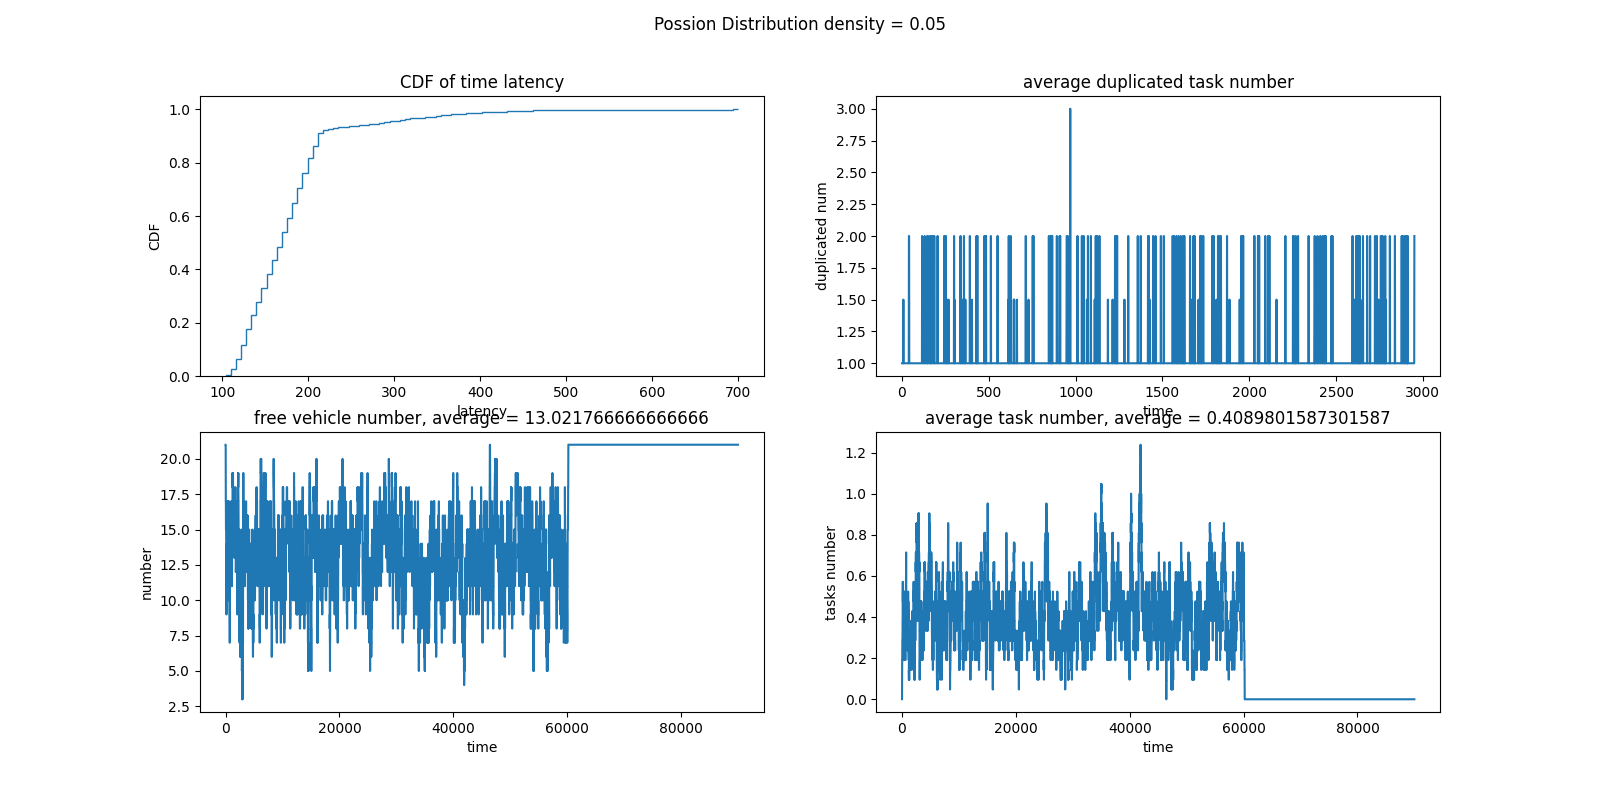 Possion Distribution density = 0.05
CDF of time latency
1.0
0.8
0.6
0.4
0.2
0.0
CDF
100 200 300 400 500 600 700
latency
average duplicated task number
3.00
2.75
2.50
2.25
2.00
1.75
1.50
1.25
1.00
duplicated num
0 500 1000 1500 2000 2500 3000
time
free vehicle number, average = 13.021766666666666
20.0
17.5
15.0
12.5
10.0
7.5
5.0
2.5
number
0 20000 40000 60000 80000
time
average task number, average = 0.4089801587301587
1.2
1.0
0.8
0.6
0.4
0.2
0.0
tasks number
0 20000 40000 60000 80000
time